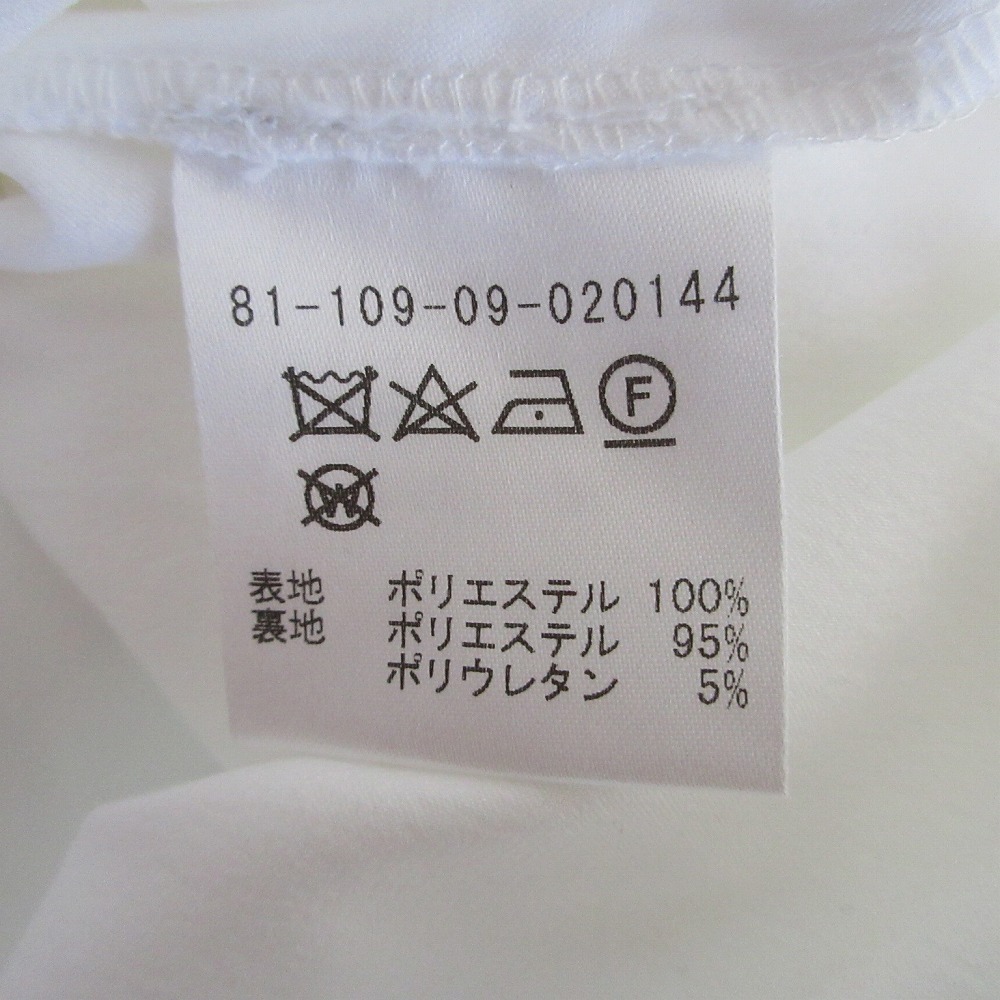 81-109-09-020144
F
W
表地 ポリエステル 100%
裏地 ポリエステル 95%
ポリウレタン 5%